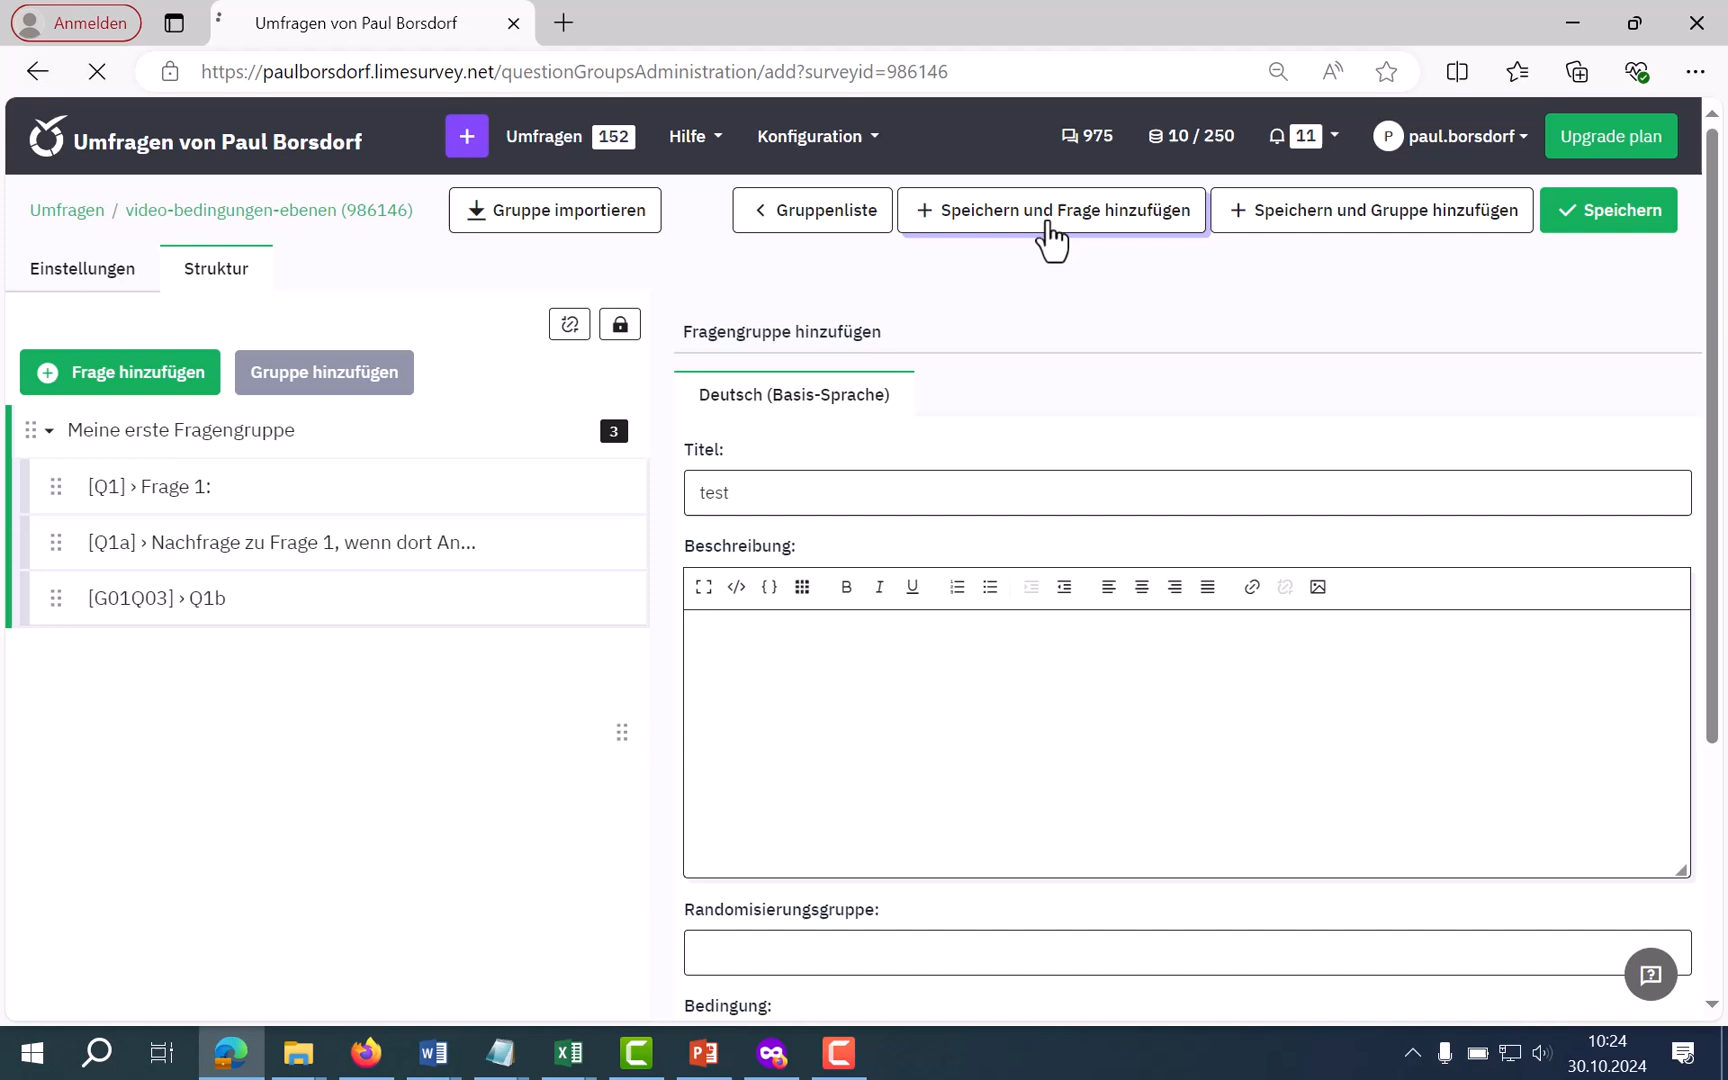 Anmelden
Umfragen von Paul Borsdorf
https://paulborsdorf.limesurvey.net/questionGroupsAdministration/add?surveyid=986146
Umfragen von Paul Borsdorf
Umfragen 152
Hilfe
Konfiguration
975
10 / 250
11
P
paul.borsdorf
Upgrade plan
Umfragen / video-bedingungen-ebenen (986146)
Gruppe importieren
Gruppenliste
Speichern und Frage hinzufügen
Speichern und Gruppe hinzufügen
Speichern
Einstellungen
Struktur
Frage hinzufügen
Gruppe hinzufügen
Meine erste Fragengruppe
3
[Q1] › Frage 1:
[Q1a] › Nachfrage zu Frage 1, wenn dort An...
[G01Q03] › Q1b
Fragengruppe hinzufügen
Deutsch (Basis-Sprache)
Titel:
test
Beschreibung:
B I U
Randomisierungsgruppe:
Bedingung:
10:24
30.10.2024